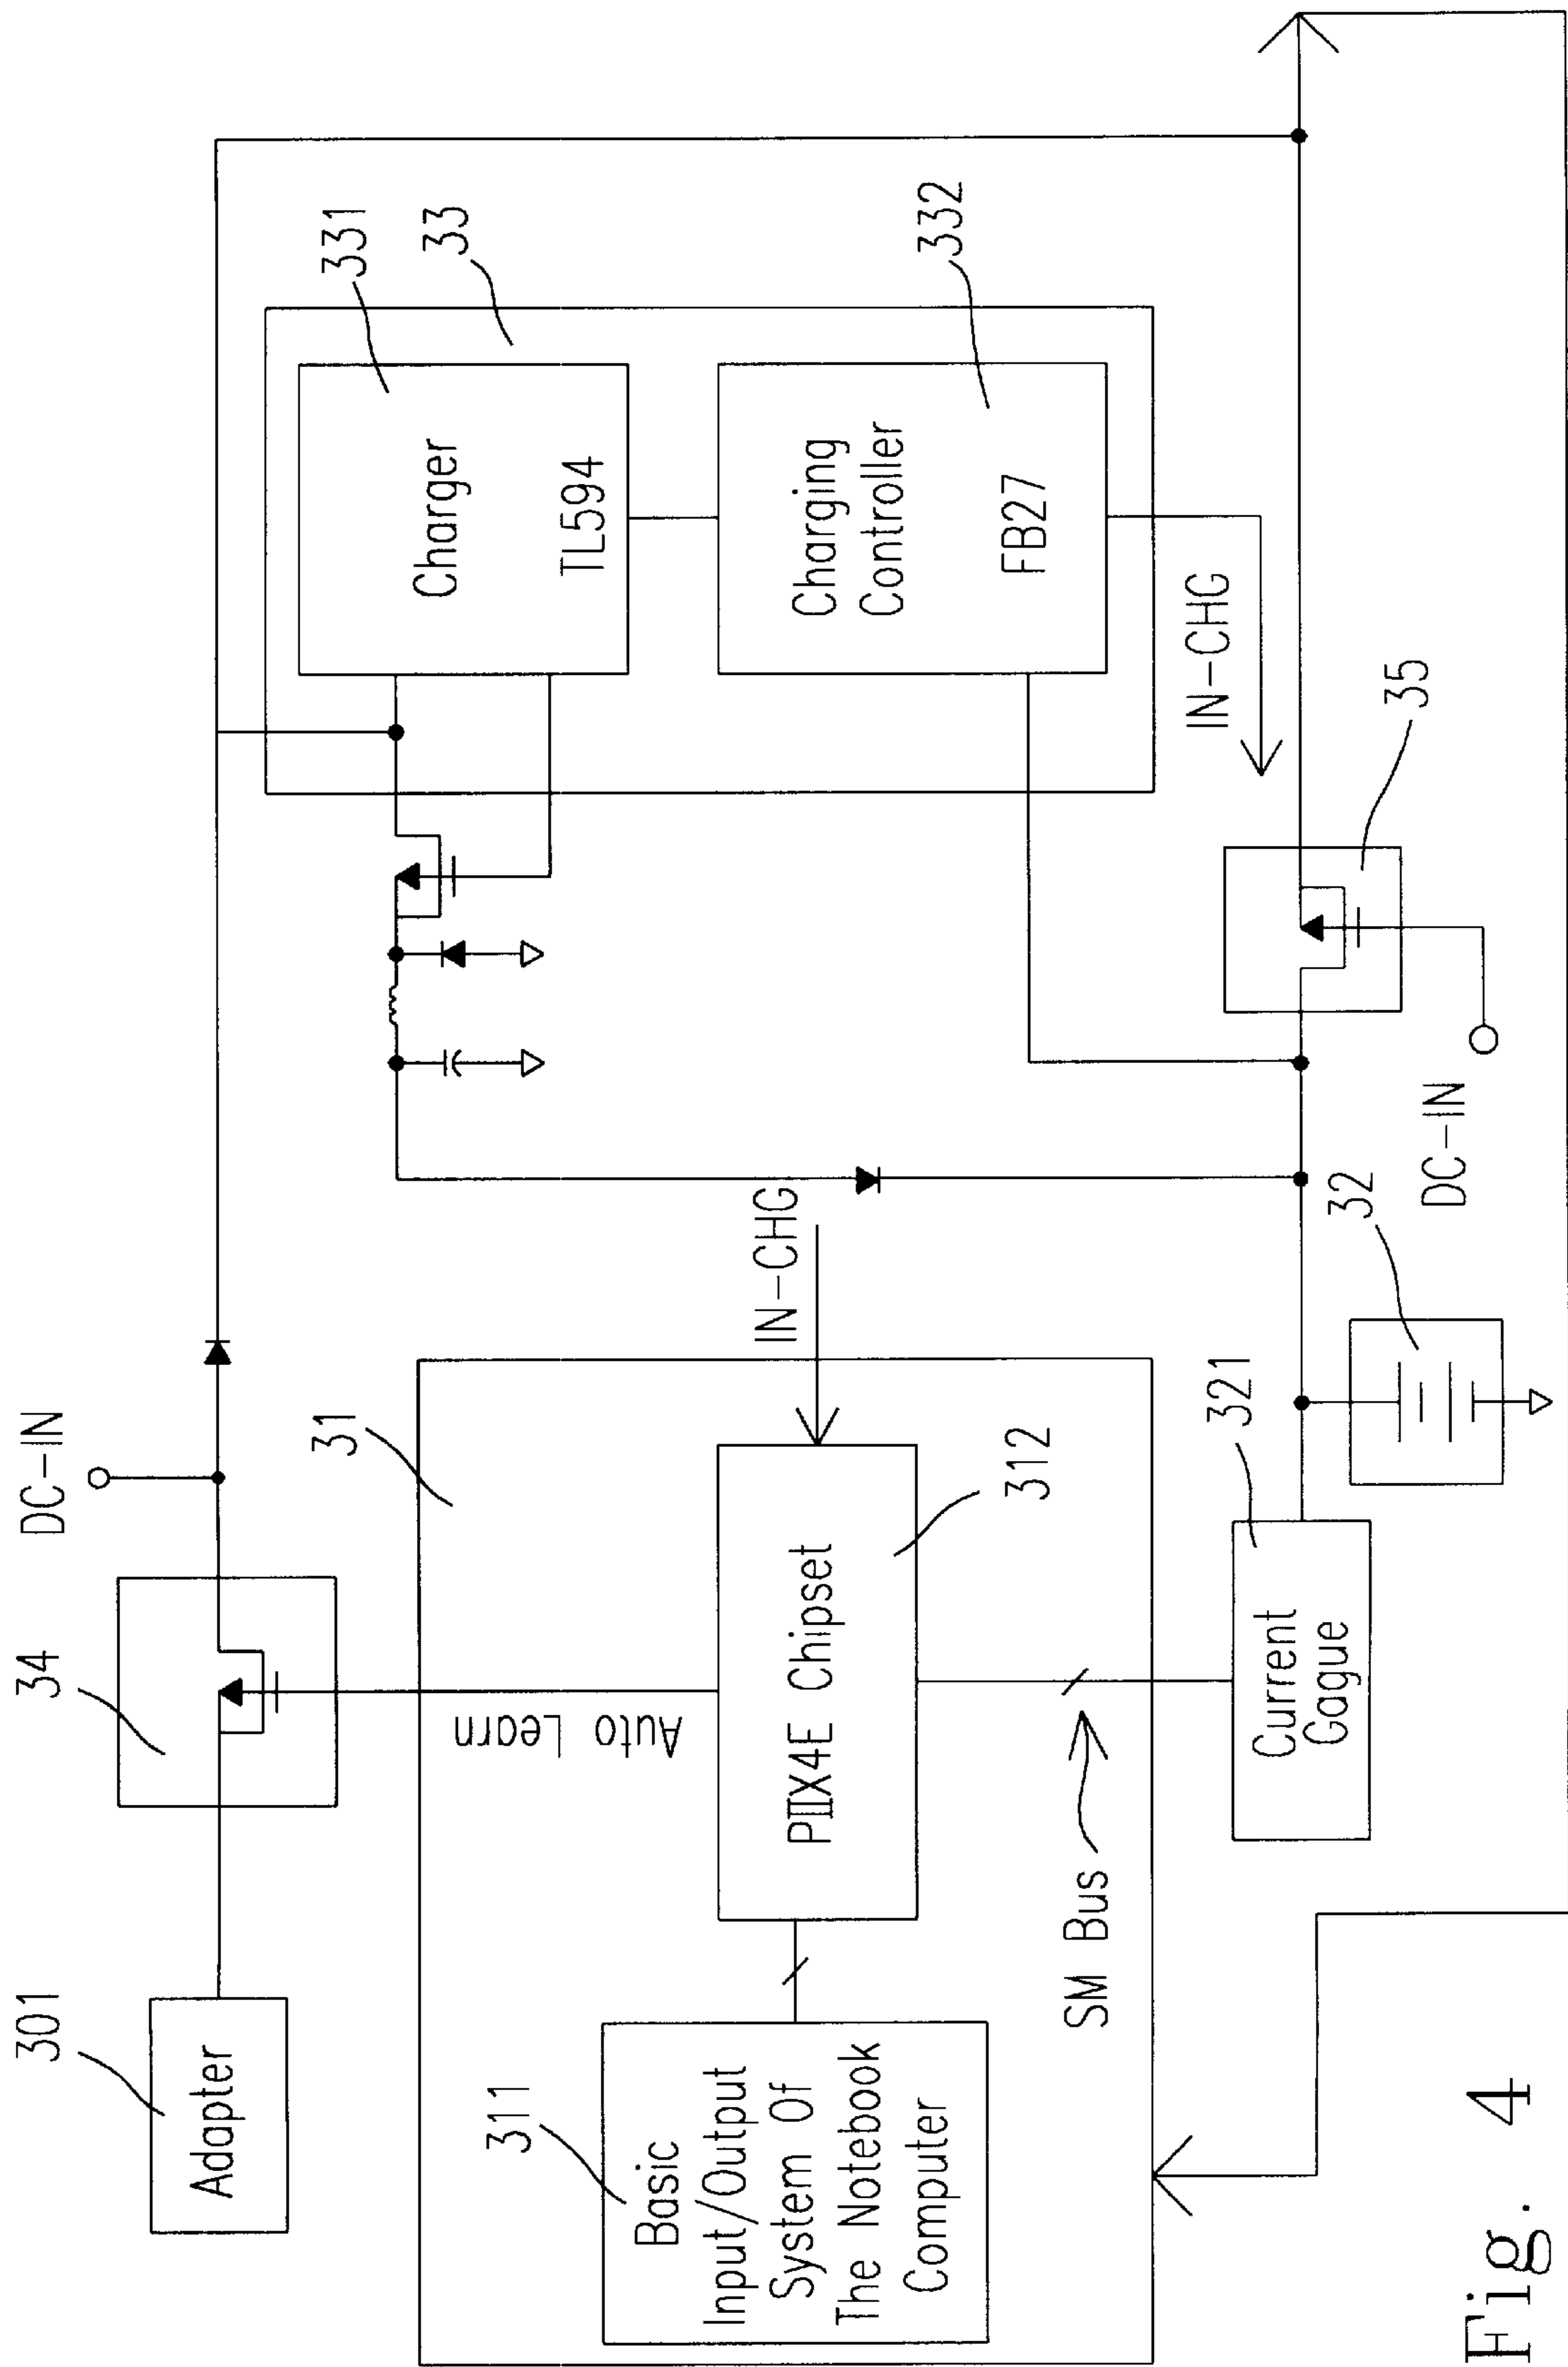 301
Adapter
34
DC-IN
31
Auto Learn
311
Basic
Input/Output
System Of
The Notebook
Computer
PIIX4E Chipset
312
IN-CHG
SM Bus
321
Current
Gague
32
DC-IN
35
IN-CHG
331
33
Charger
TL594
332
Charging
Controller
FB27
Fig. 4